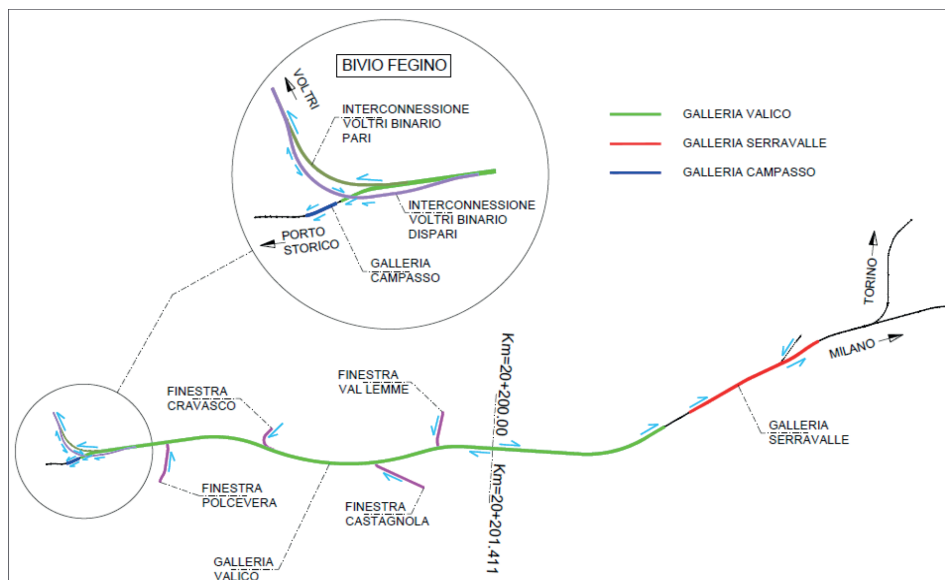 BIVIO FEGINO
VOLTRI
INTERCONNESSIONE
VOLTRI BINARIO
PARI
INTERCONNESSIONE
VOLTRI BINARIO
DISPARI
PORTO
STORICO
GALLERIA
CAMPASSO
GALLERIA VALICO
GALLERIA SERRAVALLE
GALLERIA CAMPASSO
TORINO
MILANO
FINESTRA
CRAVASCO
FINESTRA
VAL LEMME
Km=20+200.00
Km=20+201.411
GALLERIA
SERRAVALLE
FINESTRA
POLCEVERA
FINESTRA
CASTAGNOLA
GALLERIA
VALICO